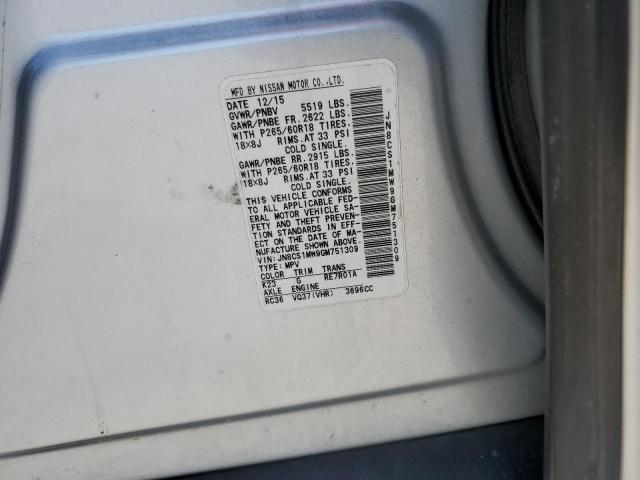 MFD BY NISSAN MOTOR CO.,LTD.
DATE 12/15
GVWR/PNBV 5519 LBS.
GAWR/PNBE FR. 2622 LBS.
WITH P265/60R18 TIRES.
18X8J RIMS.AT 33 PSI
COLD SINGLE.
GAWR/PNBE RR. 2915 LBS.
WITH P265/60R18 TIRES.
18X8J RIMS.AT 33 PSI
COLD SINGLE.
THIS VEHICLE CONFORMS
TO ALL APPLICABLE FED-
ERAL MOTOR VEHICLE SA-
FETY AND THEFT PREVEN-
TION STANDARDS IN EFF-
ECT ON THE DATE OF MA-
NUFACTURE SHOWN ABOVE.
VIN: JN8CS1MW9GM751309
TYPE: MPV
COLOR TRIM TRANS
K23 G RE7R01A
AXLE ENGINE
RC36 VQ37(VHR) 3696CC
JN8CS1MW9GM751309